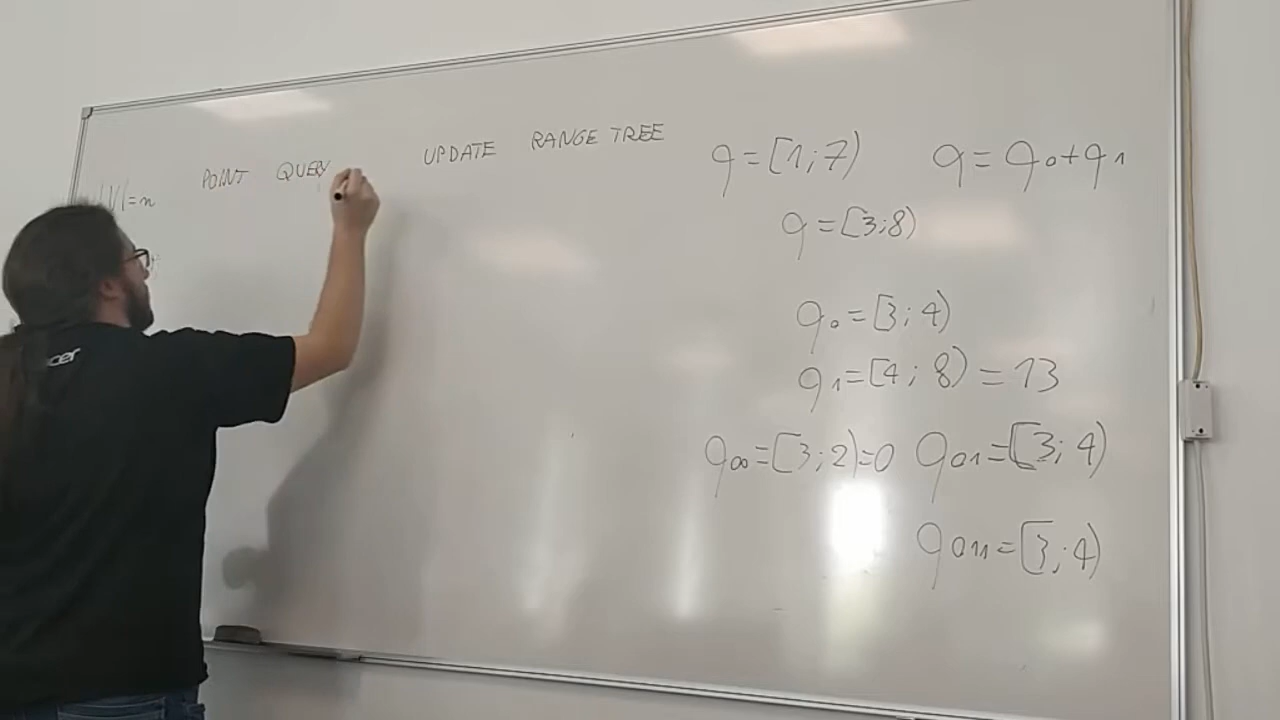 POINT QUERY UPDATE RANGE TREE
|V|=n
q=[1;7) q=q₀+q₁
q=[3;8)
q₀=[3;4)
q₁=[4;8)=13
q₀₀=[3;2)=0 q₀₁=[3;4)
q₀₁₁=[3;4)
cer